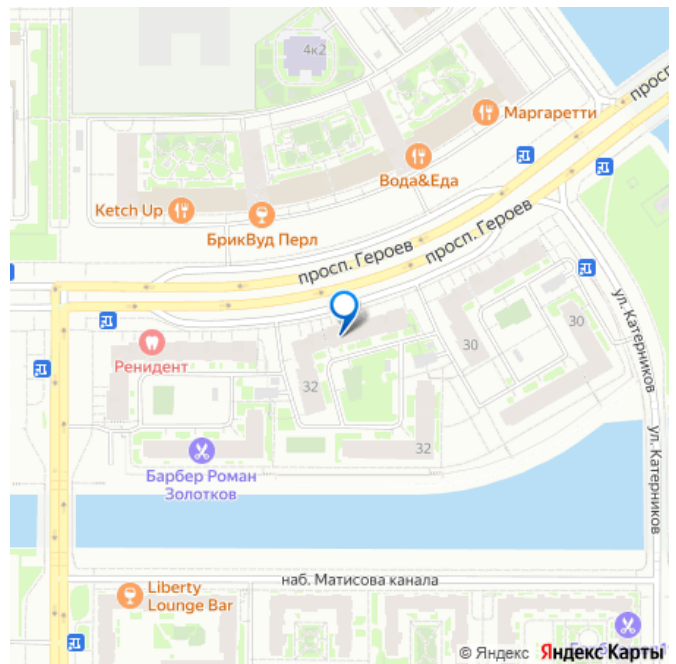 4к2
просп.
Маргаретти
Вода&Еда
Ketch Up
БрикВуд Перл
просп. Героев
просп. Героев
ул. Катерников
30
30
Ренидент
32
32
ул. Катерников
Барбер Роман
Золотков
наб. Матисова канала
Liberty
Lounge Bar
© Яндекс Яндекс Карты